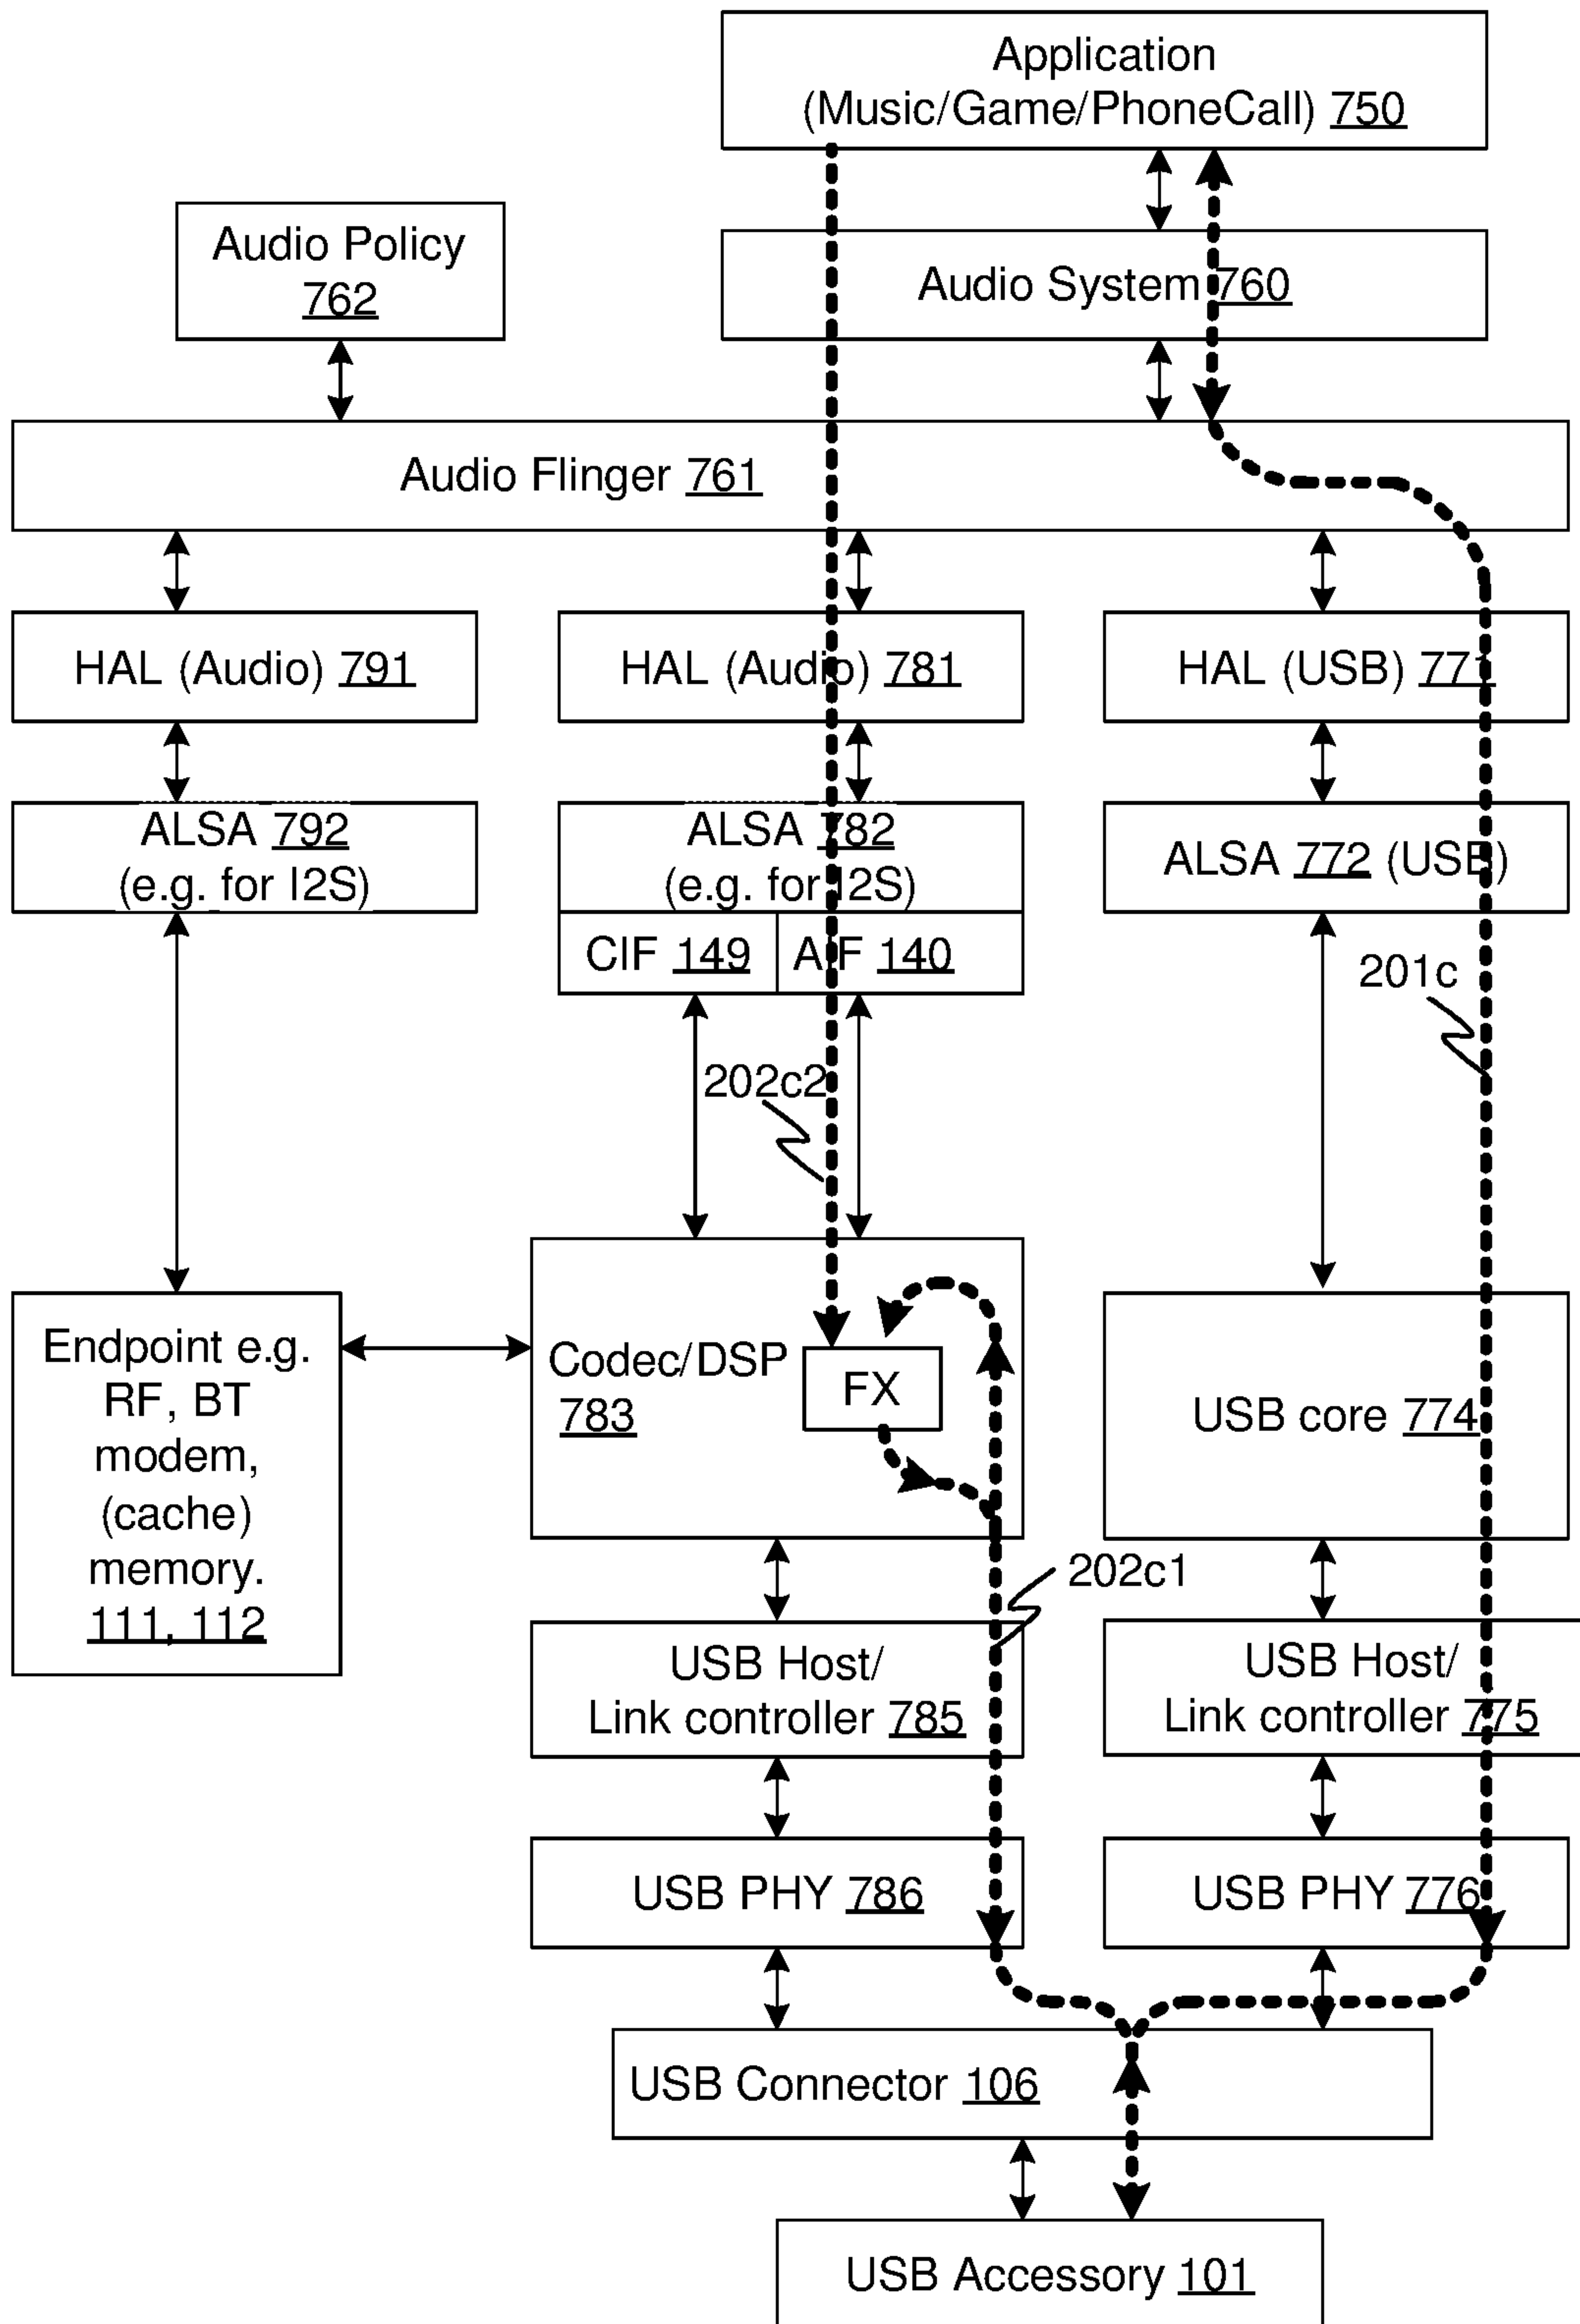 Application
(Music/Game/PhoneCall) 750
Audio Policy
762
Audio System 760
Audio Flinger 761
HAL (Audio) 791
HAL (Audio) 781
HAL (USB) 771
ALSA 792
(e.g. for I2S)
ALSA 782
(e.g. for I2S)
ALSA 772 (USB)
CIF 149
AIF 140
201c
202c2
Endpoint e.g.
RF, BT
modem,
(cache)
memory.
111, 112
Codec/DSP
783
FX
USB core 774
202c1
USB Host/
Link controller 785
USB Host/
Link controller 775
USB PHY 786
USB PHY 776
USB Connector 106
USB Accessory 101